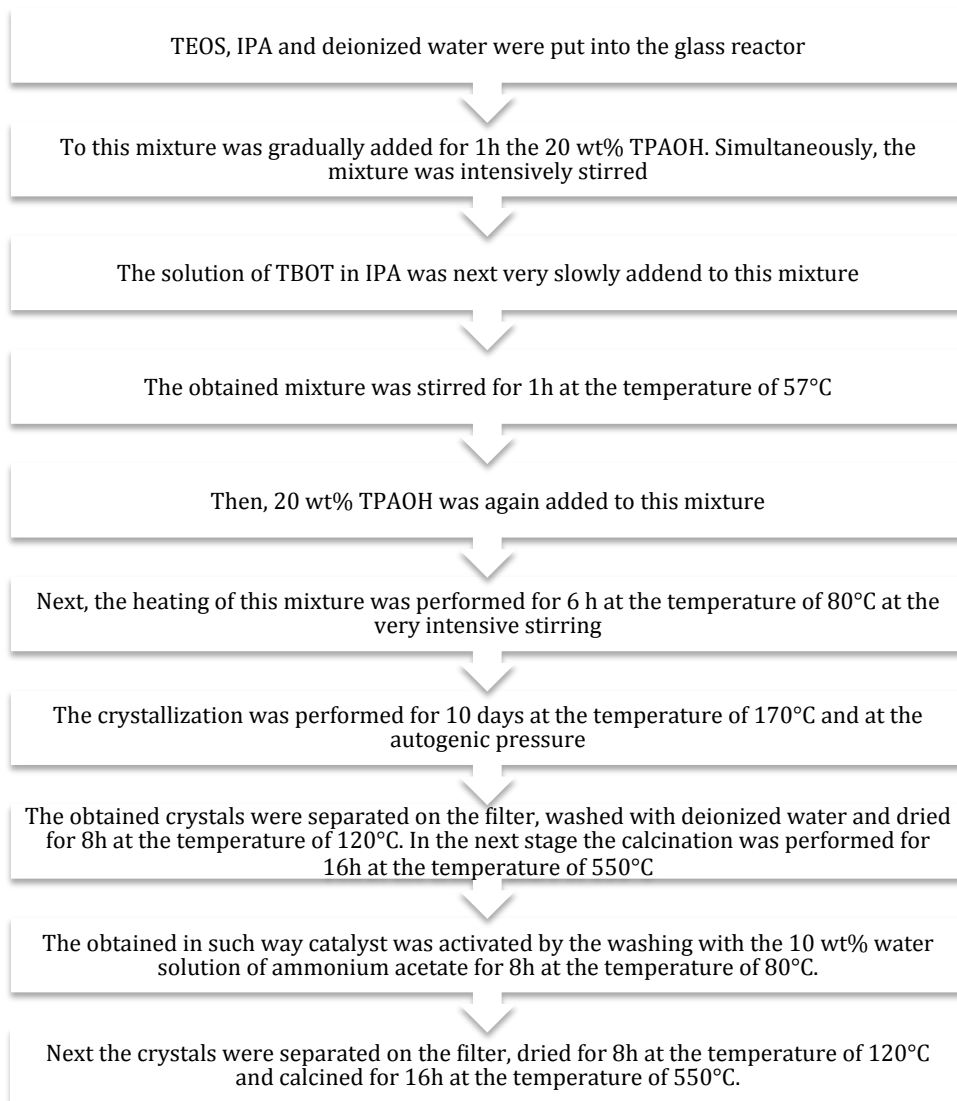 TEOS, IPA and deionized water were put into the glass reactor
To this mixture was gradually added for 1h the 20 wt% TPAOH. Simultaneously, the
mixture was intensively stirred
The solution of TBOT in IPA was next very slowly addend to this mixture
The obtained mixture was stirred for 1h at the temperature of 57°C
Then, 20 wt% TPAOH was again added to this mixture
Next, the heating of this mixture was performed for 6 h at the temperature of 80°C at the
very intensive stirring
The crystallization was performed for 10 days at the temperature of 170°C and at the
autogenic pressure
The obtained crystals were separated on the filter, washed with deionized water and dried
for 8h at the temperature of 120°C. In the next stage the calcination was performed for
16h at the temperature of 550°C
The obtained in such way catalyst was activated by the washing with the 10 wt% water
solution of ammonium acetate for 8h at the temperature of 80°C.
Next the crystals were separated on the filter, dried for 8h at the temperature of 120°C
and calcined for 16h at the temperature of 550°C.